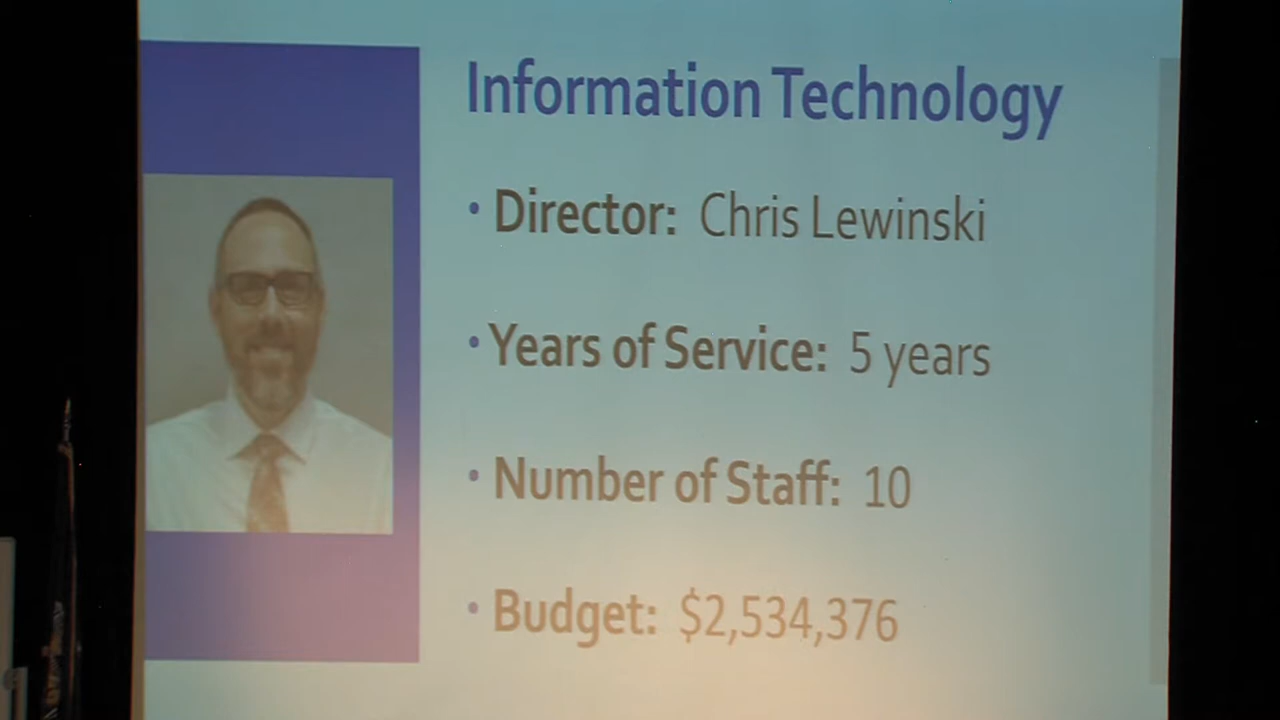 Information Technology
• Director: Chris Lewinski
• Years of Service: 5 years
• Number of Staff: 10
• Budget: $2,534,376